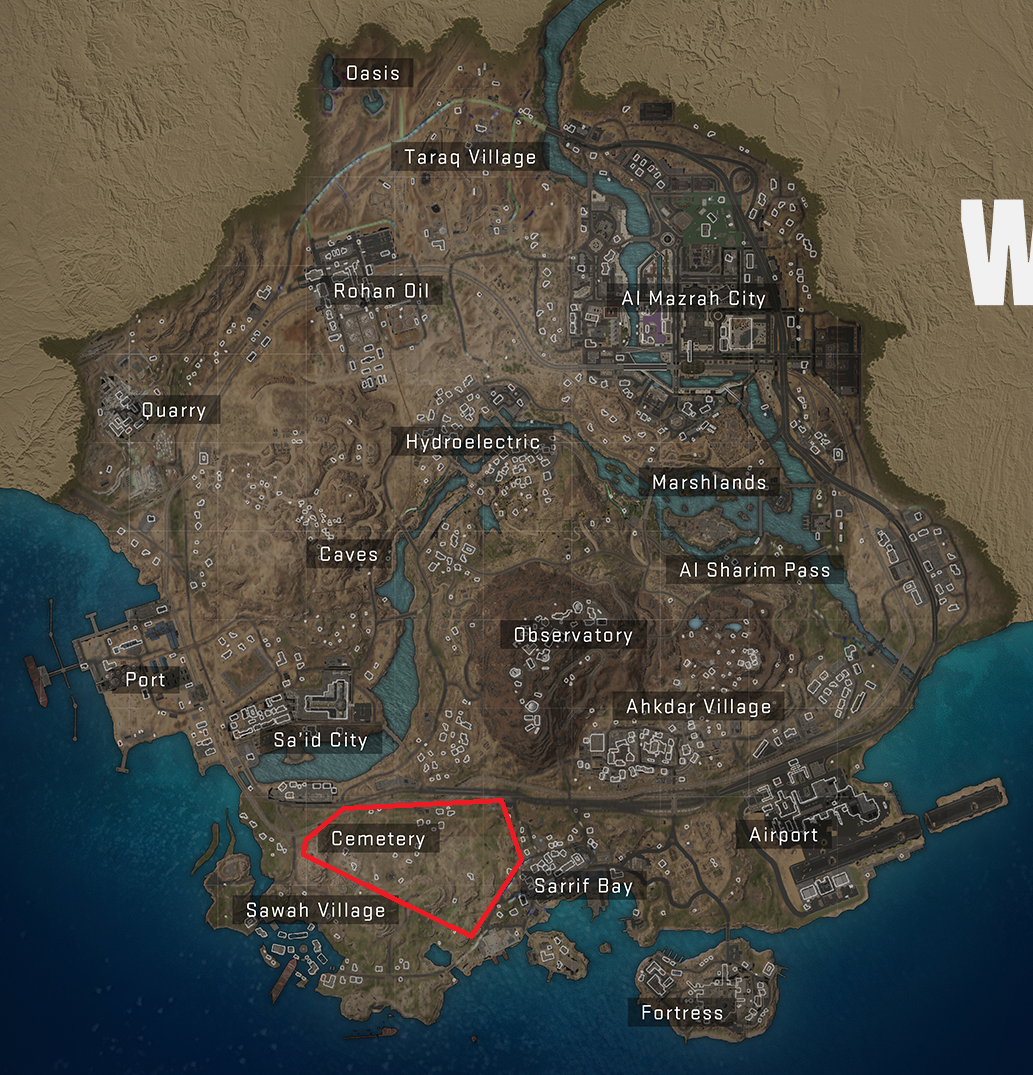 Oasis
Taraq Village
Rohan Oil
Al Mazrah City
Quarry
Hydroelectric
Marshlands
Caves
Al Sharim Pass
Observatory
Port
Ahkdar Village
Sa'id City
Cemetery
Airport
Sarrif Bay
Sawah Village
Fortress